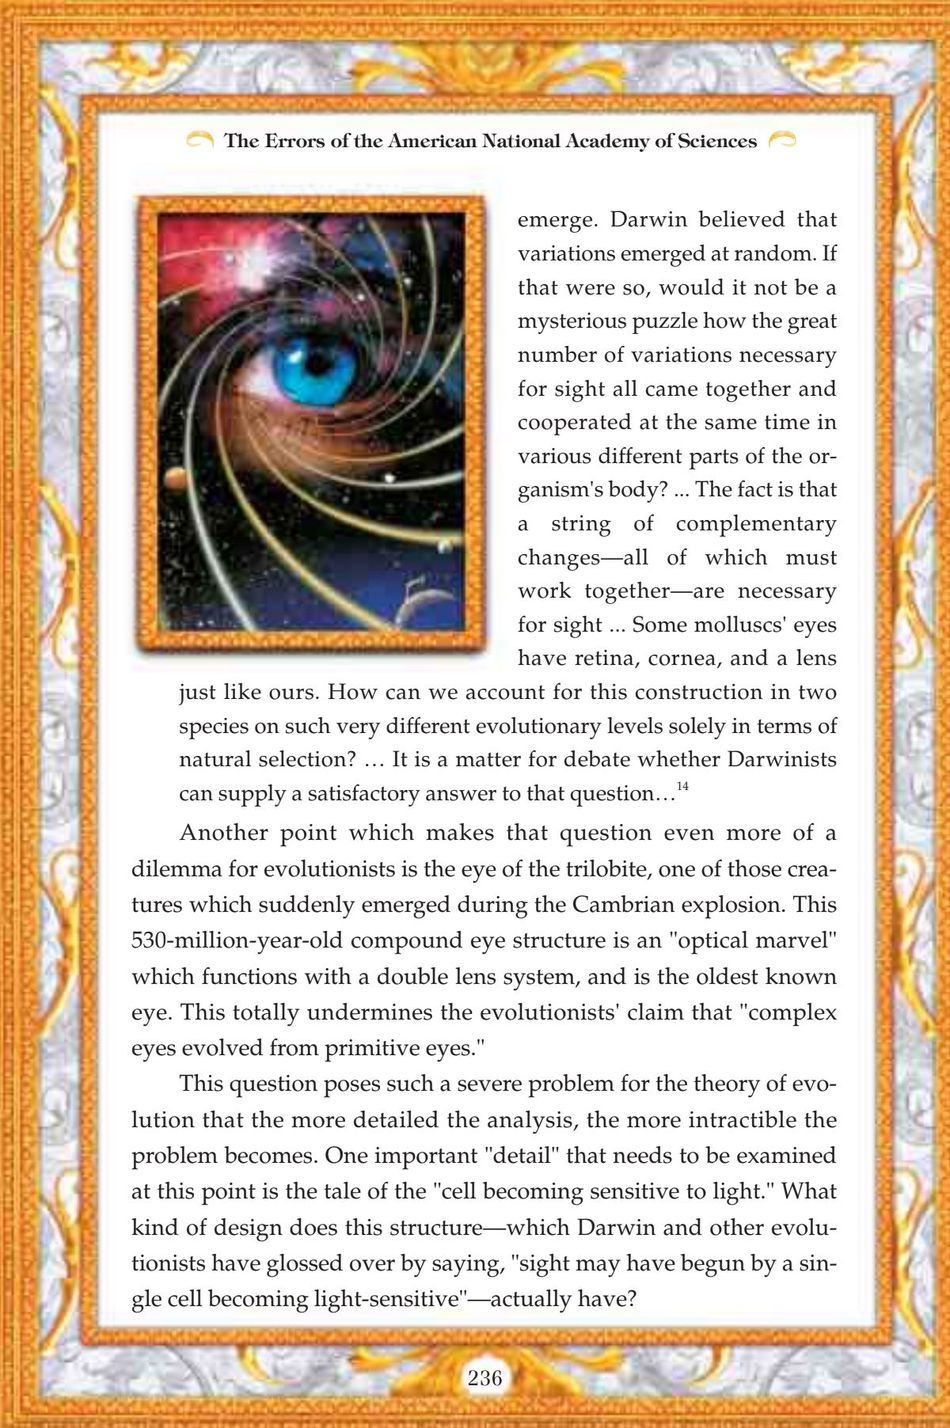 The Errors of the American National Academy of Sciences
emerge. Darwin believed that
variations emerged at random. If
that were so, would it not be a
mysterious puzzle how the great
number of variations necessary
for sight all came together and
cooperated at the same time in
various different parts of the or-
ganism's body? ... The fact is that
a string of complementary
changes—all of which must
work together—are necessary
for sight ... Some molluscs' eyes
have retina, cornea, and a lens
just like ours. How can we account for this construction in two
species on such very different evolutionary levels solely in terms of
natural selection? … It is a matter for debate whether Darwinists
can supply a satisfactory answer to that question…14
Another point which makes that question even more of a
dilemma for evolutionists is the eye of the trilobite, one of those crea-
tures which suddenly emerged during the Cambrian explosion. This
530-million-year-old compound eye structure is an "optical marvel"
which functions with a double lens system, and is the oldest known
eye. This totally undermines the evolutionists' claim that "complex
eyes evolved from primitive eyes."
This question poses such a severe problem for the theory of evo-
lution that the more detailed the analysis, the more intractible the
problem becomes. One important "detail" that needs to be examined
at this point is the tale of the "cell becoming sensitive to light." What
kind of design does this structure—which Darwin and other evolu-
tionists have glossed over by saying, "sight may have begun by a sin-
gle cell becoming light-sensitive"—actually have?
236